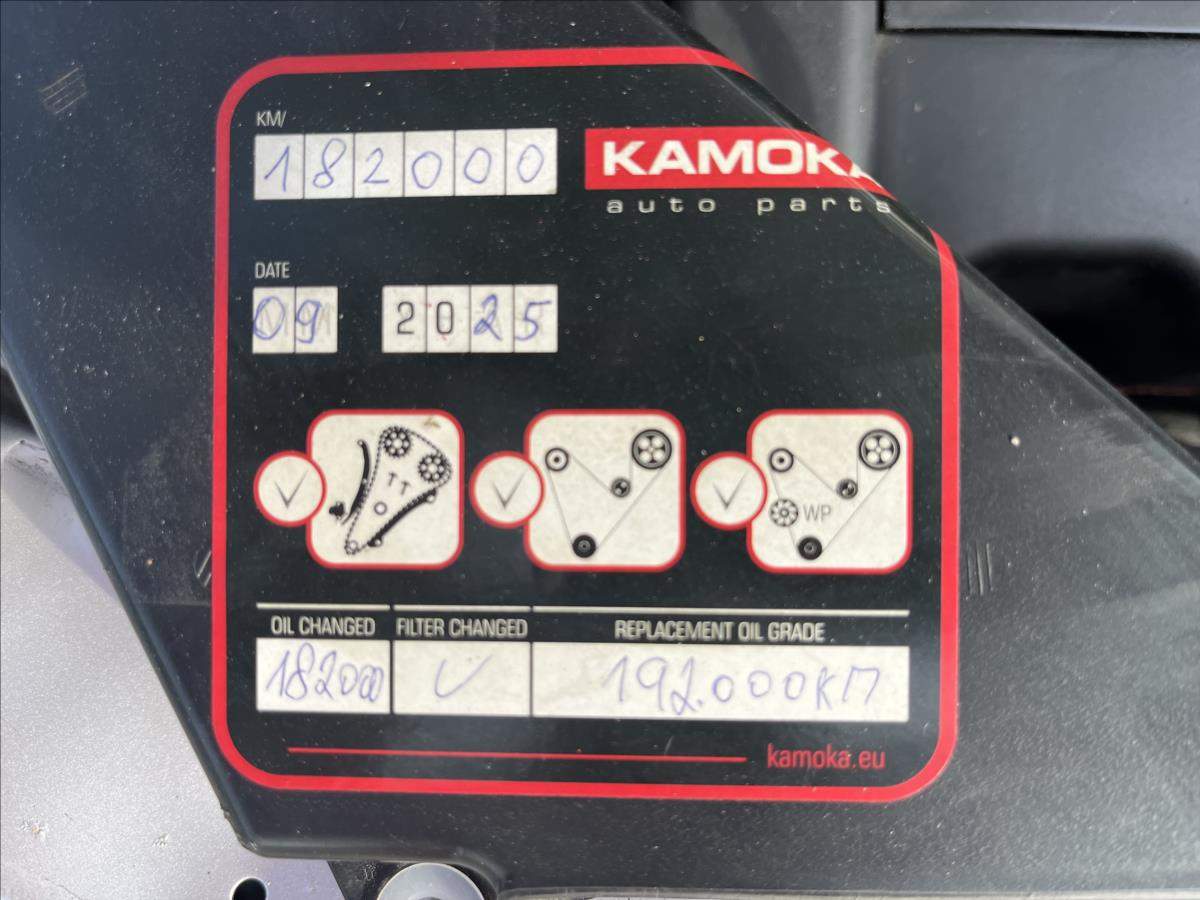 KM/
182000
KAMOKA
auto parts
DATE
09 2025
WP
OIL CHANGED FILTER CHANGED REPLACEMENT OIL GRADE
182000 V 192.000KM
kamoka.eu